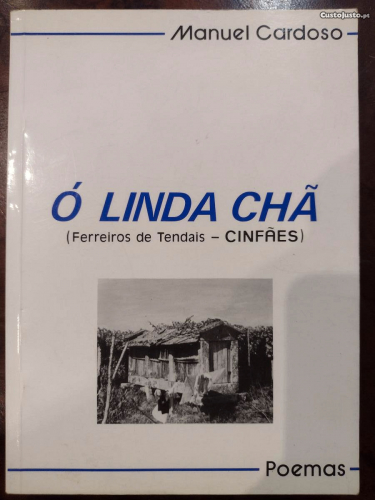 CustoJusto.pt
Manuel Cardoso
Ó LINDA CHÃ
(Ferreiros de Tendais – CINFÃES)
Poemas